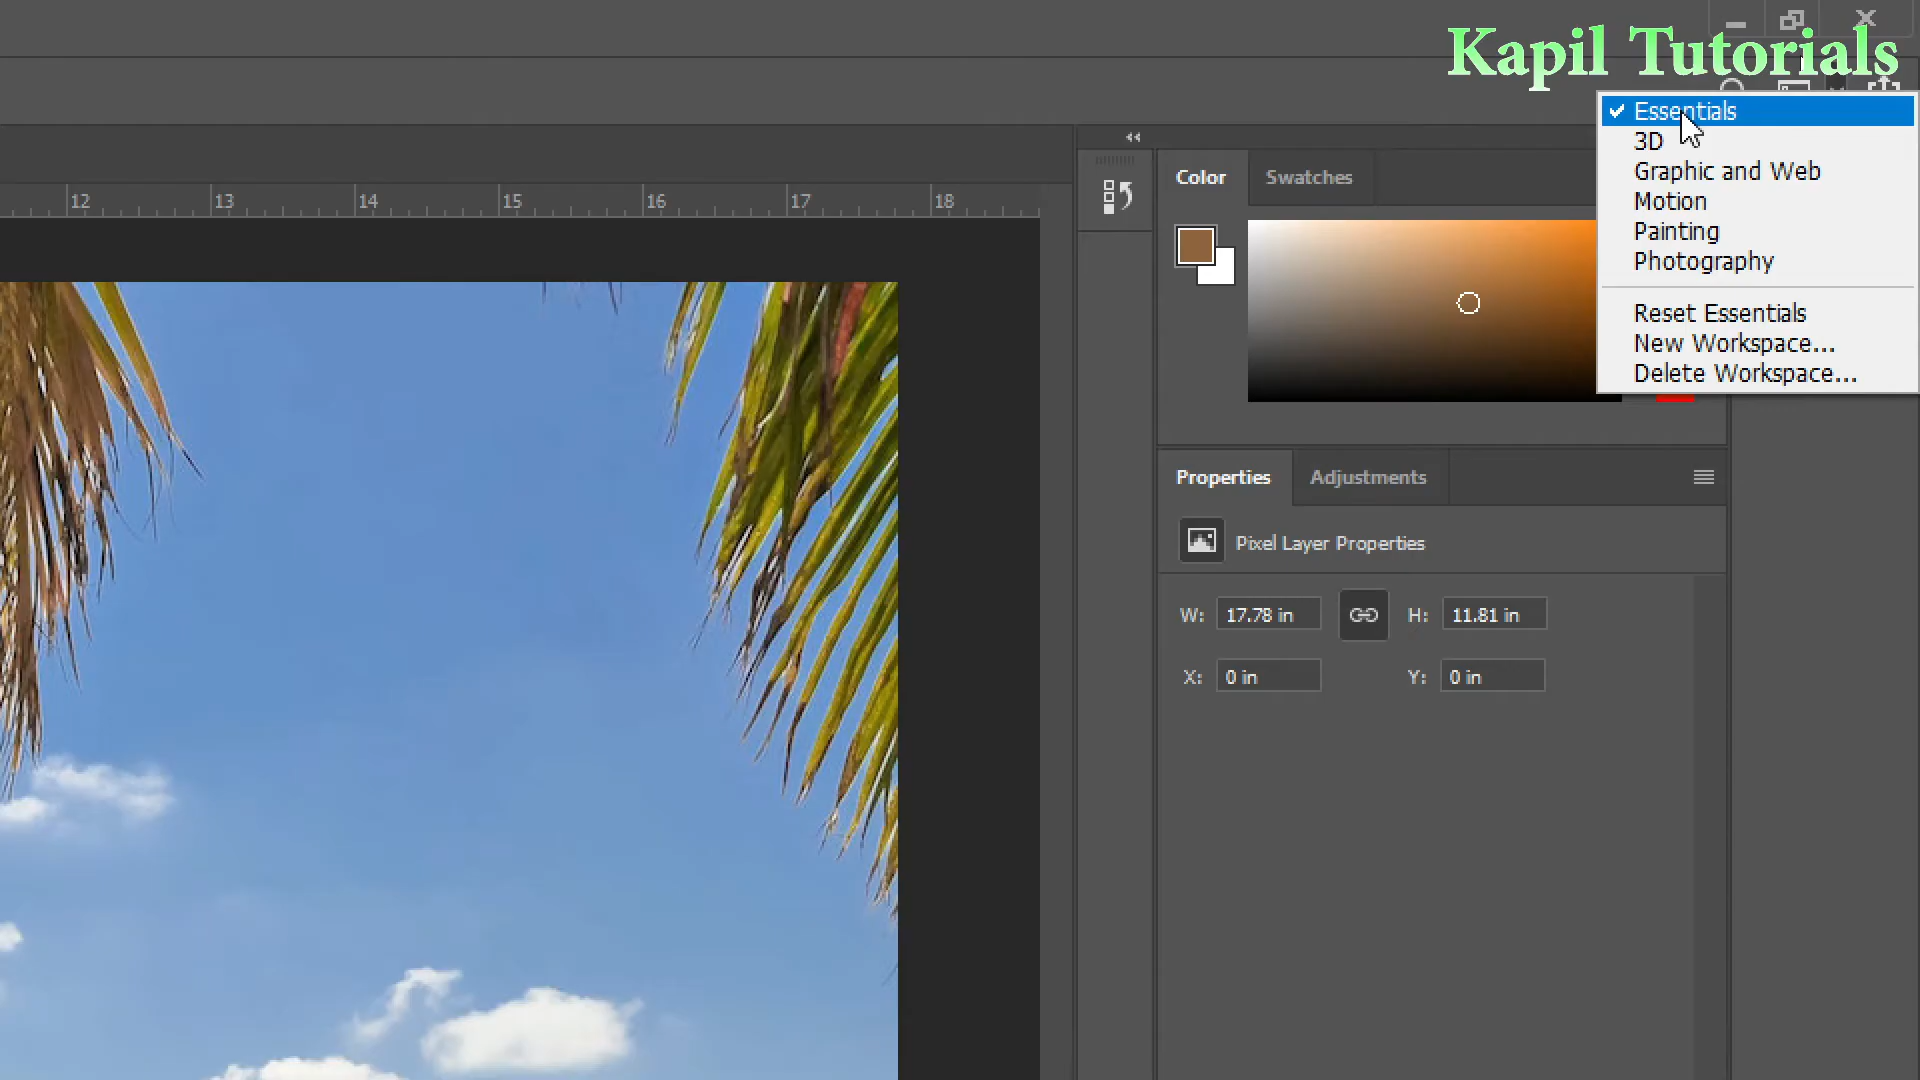 Kapil Tutorials
Essentials
3D
Graphic and Web
Motion
Painting
Photography
Reset Essentials
New Workspace...
Delete Workspace...
12 13 14 15 16 17 18
Color Swatches
Properties Adjustments
Pixel Layer Properties
W: 17.78 in H: 11.81 in
X: 0 in Y: 0 in